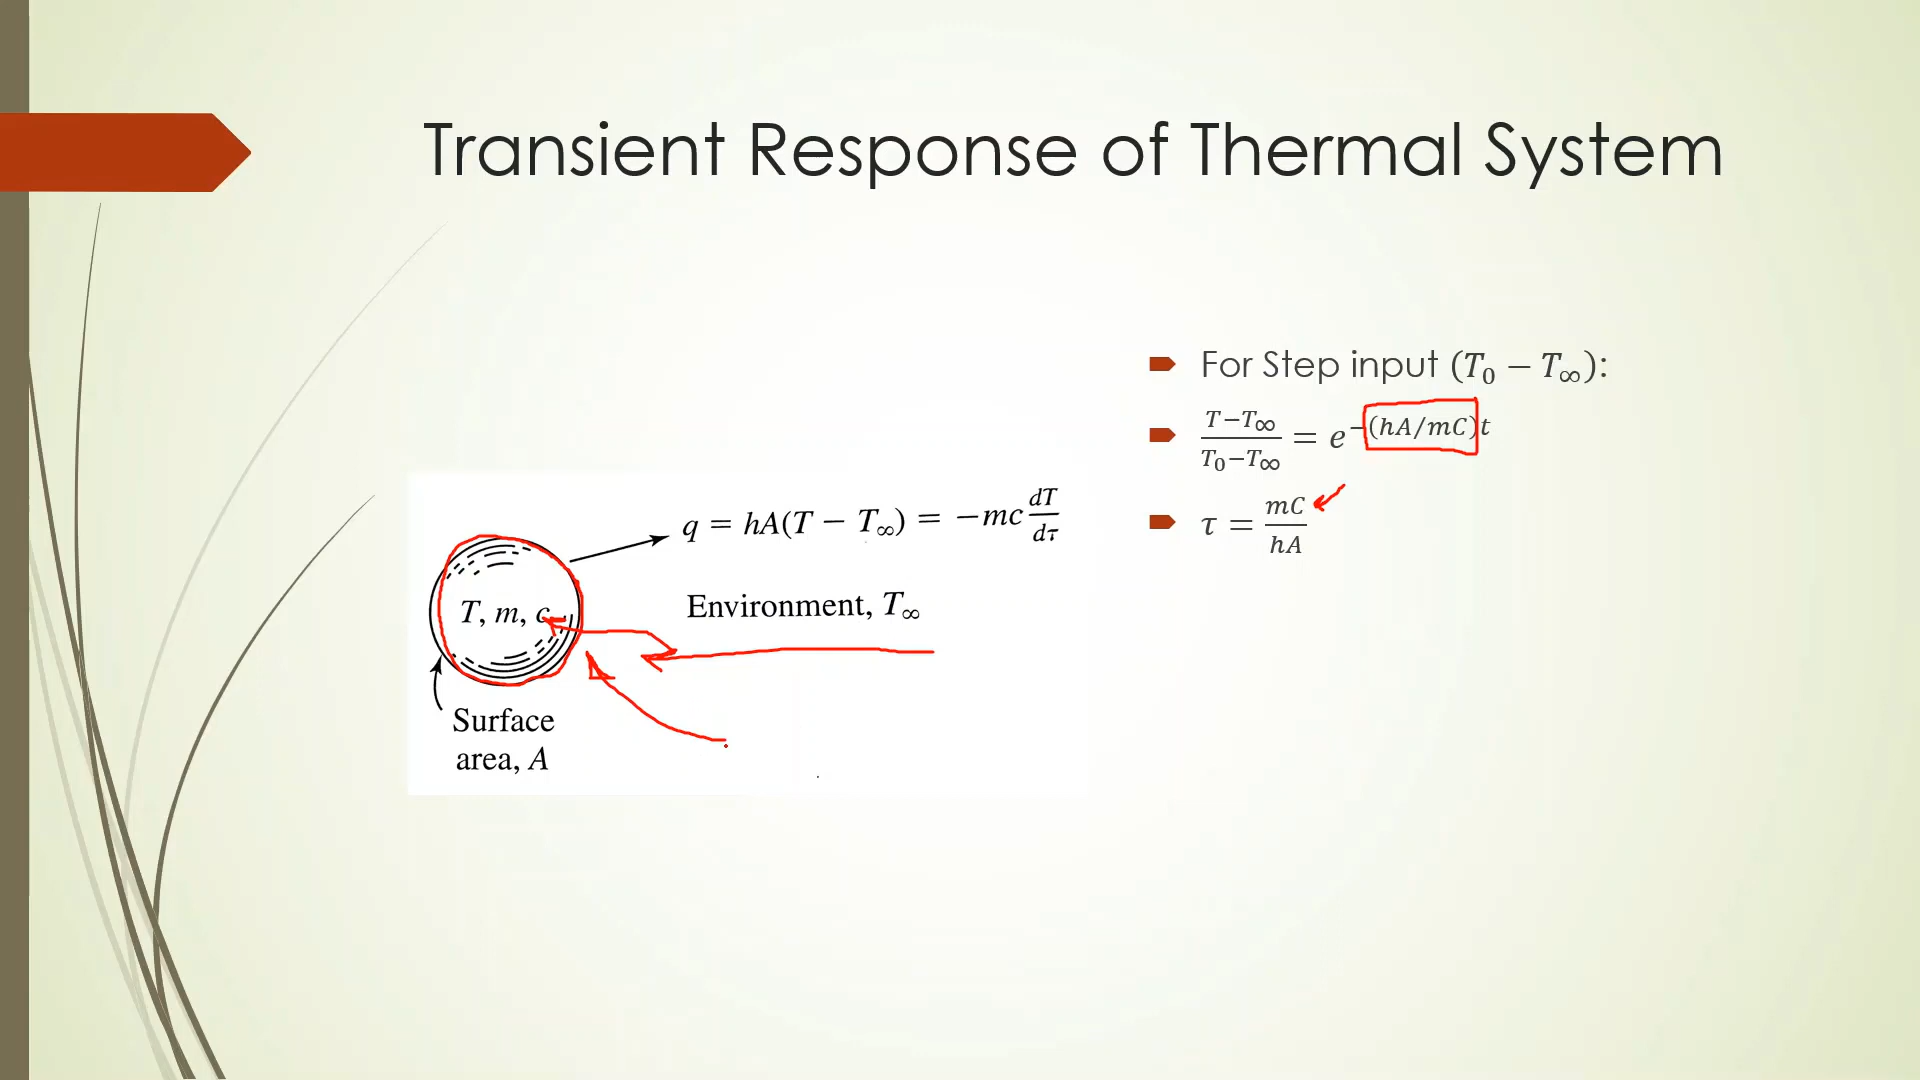 Transient Response of Thermal System
For Step input (T₀ − T∞):
T−T∞ / T₀−T∞ = e^−(hA/mC)t
τ = mC / hA
q = hA(T − T∞) = −mc dT/dτ
T, m, c
Environment, T∞
Surface
area, A